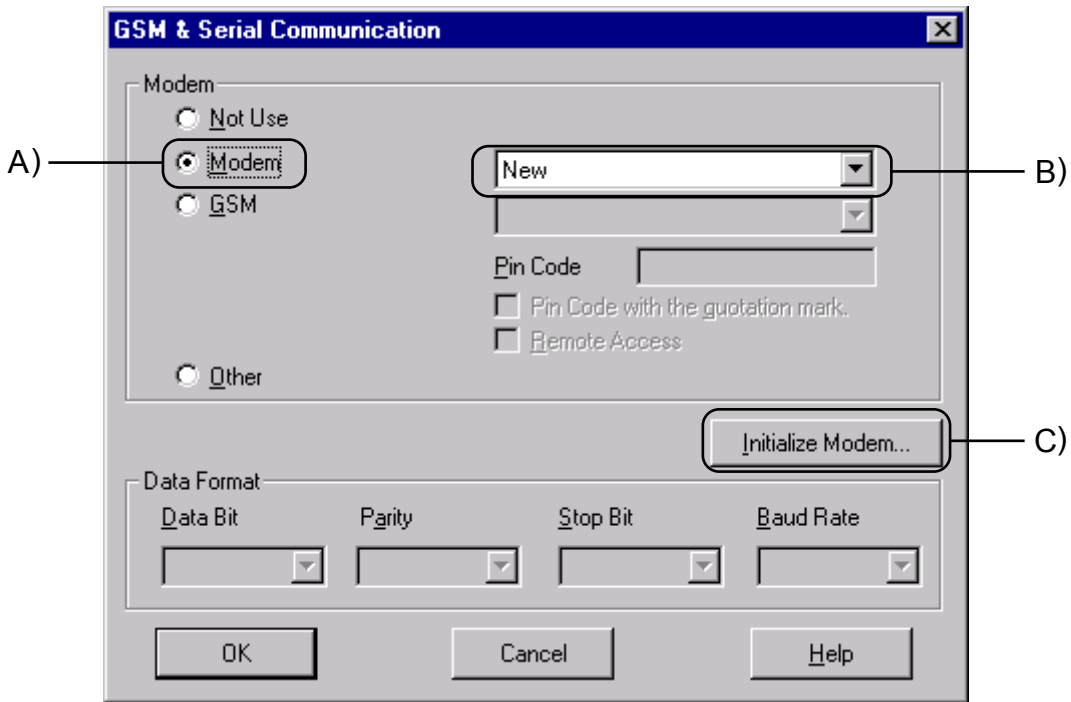 GSM & Serial Communication
Modem
Not Use
A)
Modem
New
B)
GSM
Pin Code
Pin Code with the guotation mark.
Remote Access
Other
Initialize Modem...
C)
Data Format
Data Bit
Parity
Stop Bit
Baud Rate
OK
Cancel
Help